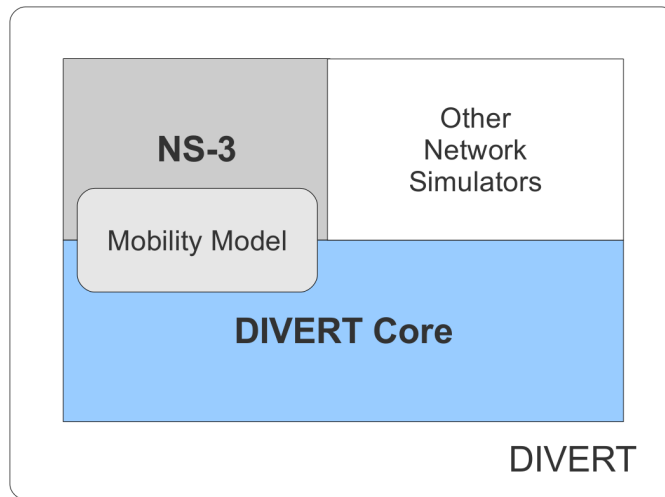 NS-3
Other
Network
Simulators
Mobility Model
DIVERT Core
DIVERT